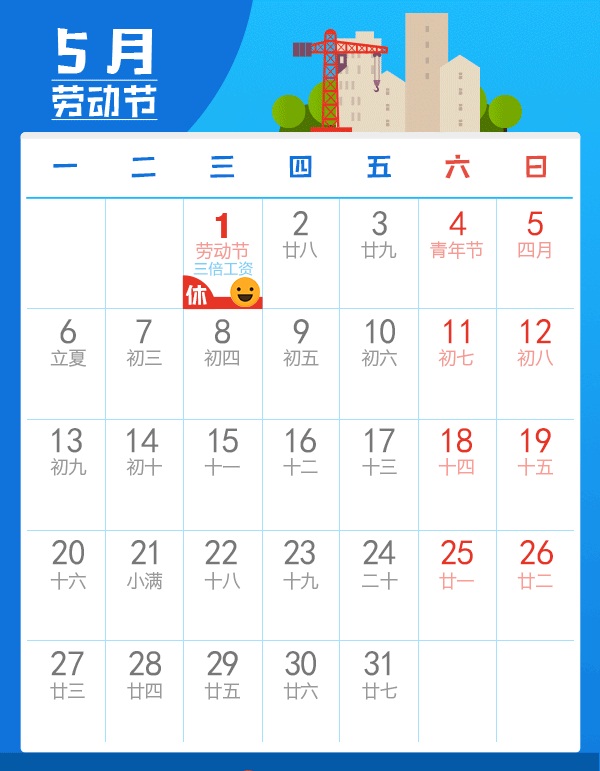 5月
劳动节
一 二 三 四 五 六 日
1 2 3 4 5
劳动节 廿八 廿九 青年节 四月
三倍工资
休
6 7 8 9 10 11 12
立夏 初三 初四 初五 初六 初七 初八
13 14 15 16 17 18 19
初九 初十 十一 十二 十三 十四 十五
20 21 22 23 24 25 26
十六 小满 十八 十九 二十 廿一 廿二
27 28 29 30 31
廿三 廿四 廿五 廿六 廿七